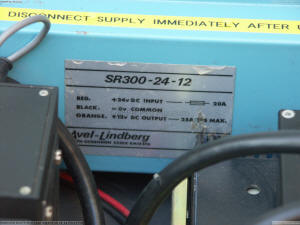 DISCONNECT SUPPLY IMMEDIATELY AFTER U
SR300-24-12
RED. +24v DC INPUT 20A
BLACK. =0v COMMON
ORANGE. +12v DC OUTPUT 25A MAX.
Avel-Lindberg